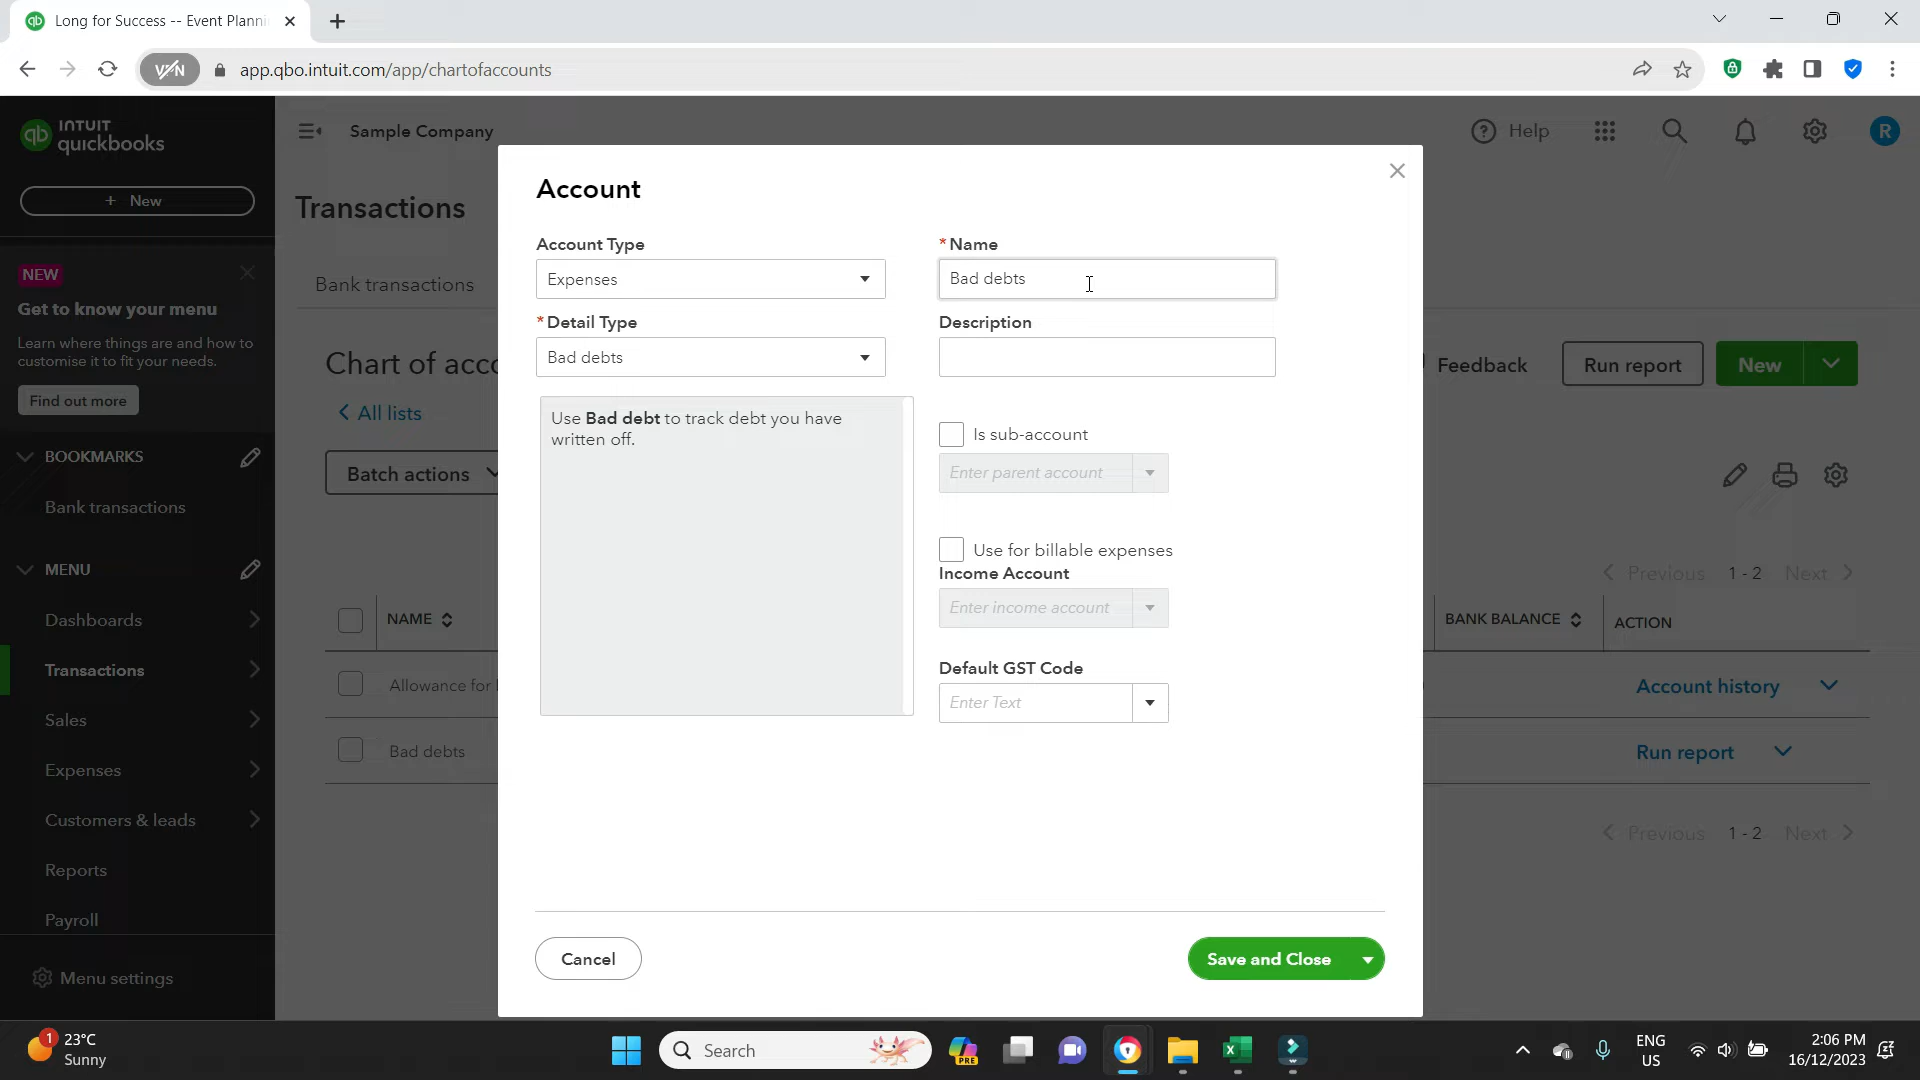 Long for Success -- Event Planni
VPN
app.qbo.intuit.com/app/chartofaccounts
qb
INTUIT
quickbooks
Sample Company
Help
R
+ New
Transactions
NEW
Get to know your menu
Learn where things are and how to
customise it to fit your needs.
Find out more
BOOKMARKS
Bank transactions
MENU
Dashboards
Transactions
Sales
Expenses
Customers & leads
Reports
Payroll
Menu settings
Bank transactions
Chart of acc
All lists
Batch actions
Feedback
Run report
New
Previous 1 - 2 Next
NAME
BANK BALANCE
ACTION
Allowance for
Account history
Bad debts
Run report
Previous 1 - 2 Next
Account
Account Type
Expenses
* Name
Bad debts
* Detail Type
Bad debts
Description
Use Bad debt to track debt you have
written off.
Is sub-account
Enter parent account
Use for billable expenses
Income Account
Enter income account
Default GST Code
Enter Text
Cancel
Save and Close
1
23°C
Sunny
Search
PRE
ENG
US
2:06 PM
16/12/2023